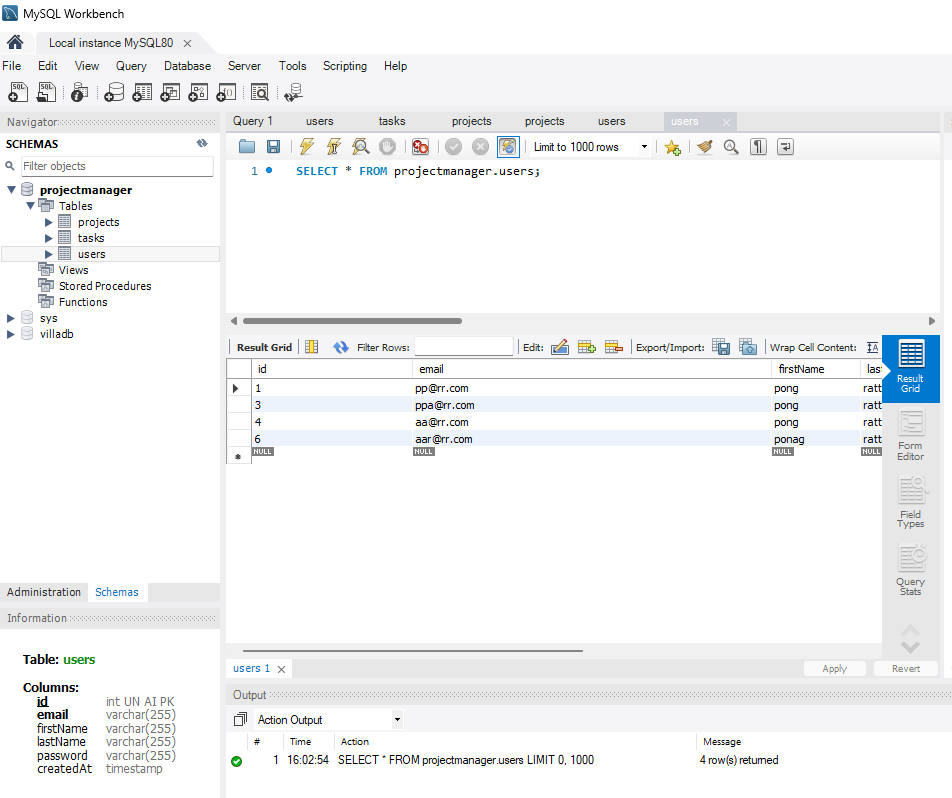 MySQL Workbench
Local instance MySQL80
File Edit View Query Database Server Tools Scripting Help
Navigator
SCHEMAS
Filter objects
projectmanager
Tables
projects
tasks
users
Views
Stored Procedures
Functions
sys
villadb
Administration Schemas
Information
Table: users
Columns:
id int UN AI PK
email varchar(255)
firstName varchar(255)
lastName varchar(255)
password varchar(255)
createdAt timestamp
Query 1 users tasks projects projects users users
Limit to 1000 rows
1 SELECT * FROM projectmanager.users;
Result Grid Filter Rows: Edit: Export/Import: Wrap Cell Content:
id email firstName las
1 pp@rr.com pong ratt
3 ppa@rr.com pong ratt
4 aa@rr.com pong ratt
6 aar@rr.com ponag ratt
NULL NULL NULL NULL
Result
Grid
Form
Editor
Field
Types
Query
Stats
users 1 Apply Revert
Output
Action Output
# Time Action Message
1 16:02:54 SELECT * FROM projectmanager.users LIMIT 0, 1000 4 row(s) returned